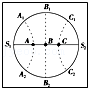 B₁
A₁ C₁
S₁ A B C S₂
A₂ C₂
B₂